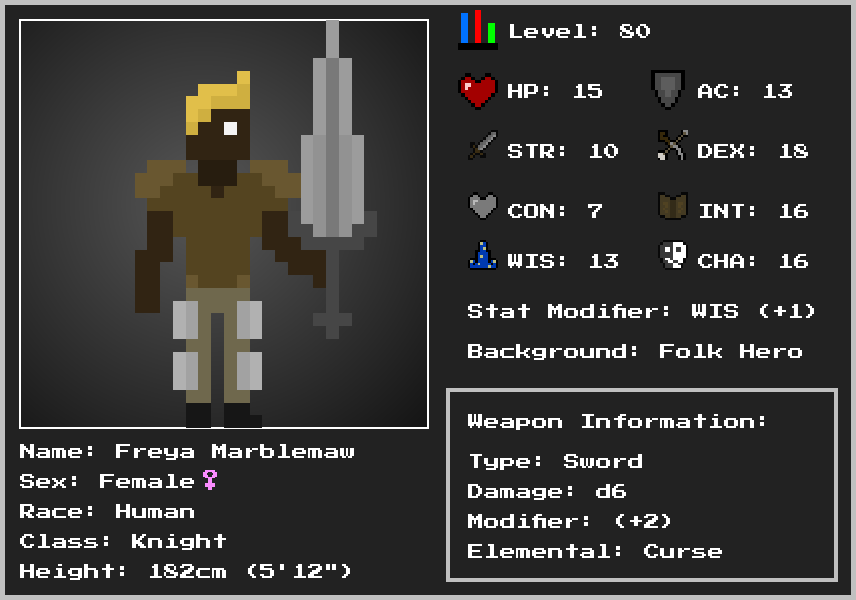 Level: 80
HP: 15
AC: 13
STR: 10
DEX: 18
CON: 7
INT: 16
WIS: 13
CHA: 16
Stat Modifier: WIS (+1)
Background: Folk Hero
Name: Freya Marblemaw
Sex: Female♀
Race: Human
Class: Knight
Height: 182cm (5'12")
Weapon Information:
Type: Sword
Damage: d6
Modifier: (+2)
Elemental: Curse